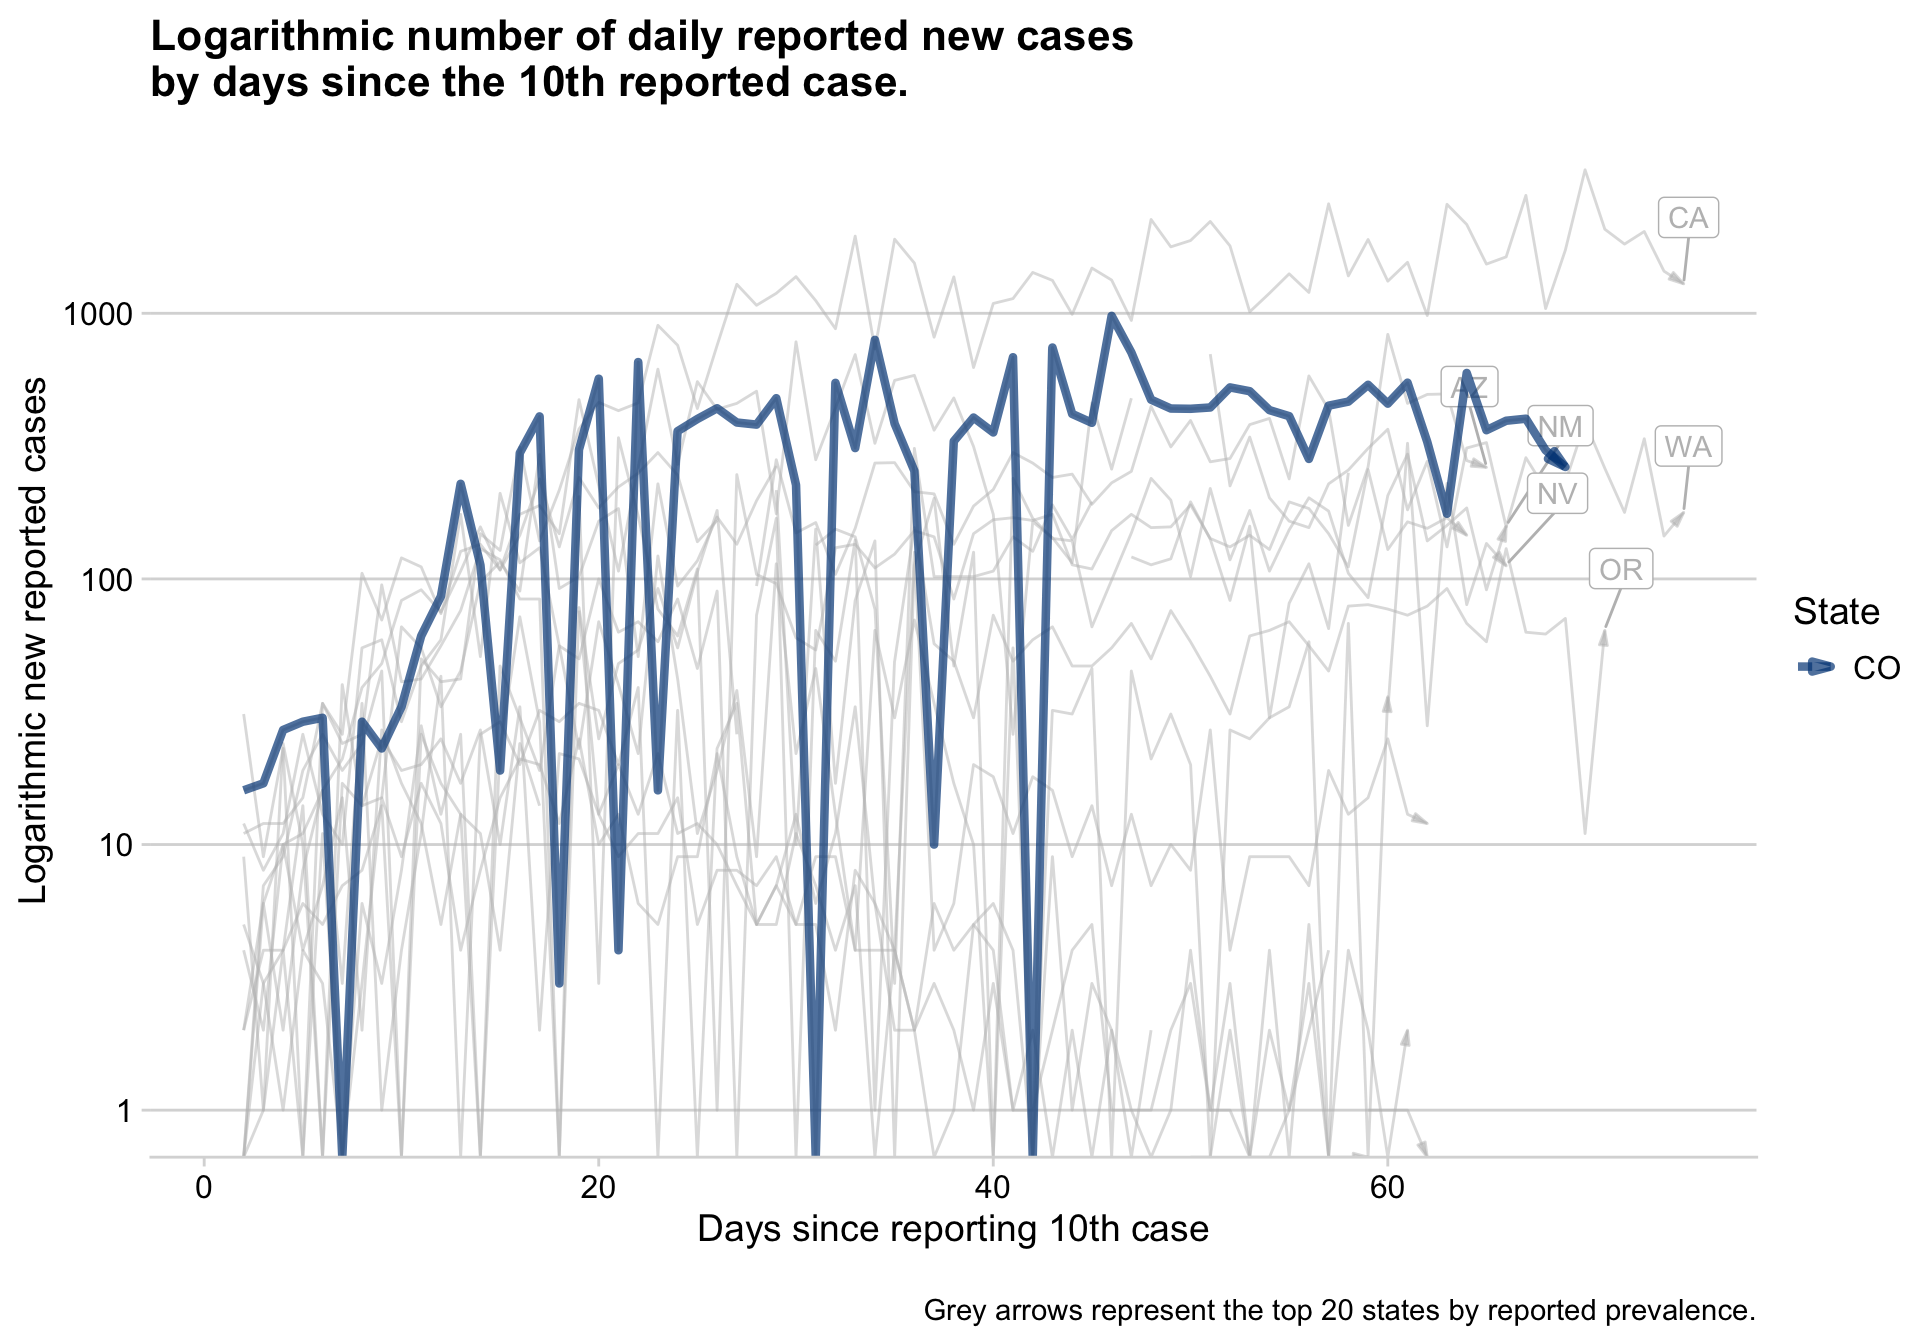 Logarithmic number of daily reported new cases
by days since the 10th reported case.
Logarithmic new reported cases
1000
100
10
1
CA
AZ
NM
WA
NV
OR
State
CO
0
20
40
60
Days since reporting 10th case
Grey arrows represent the top 20 states by reported prevalence.